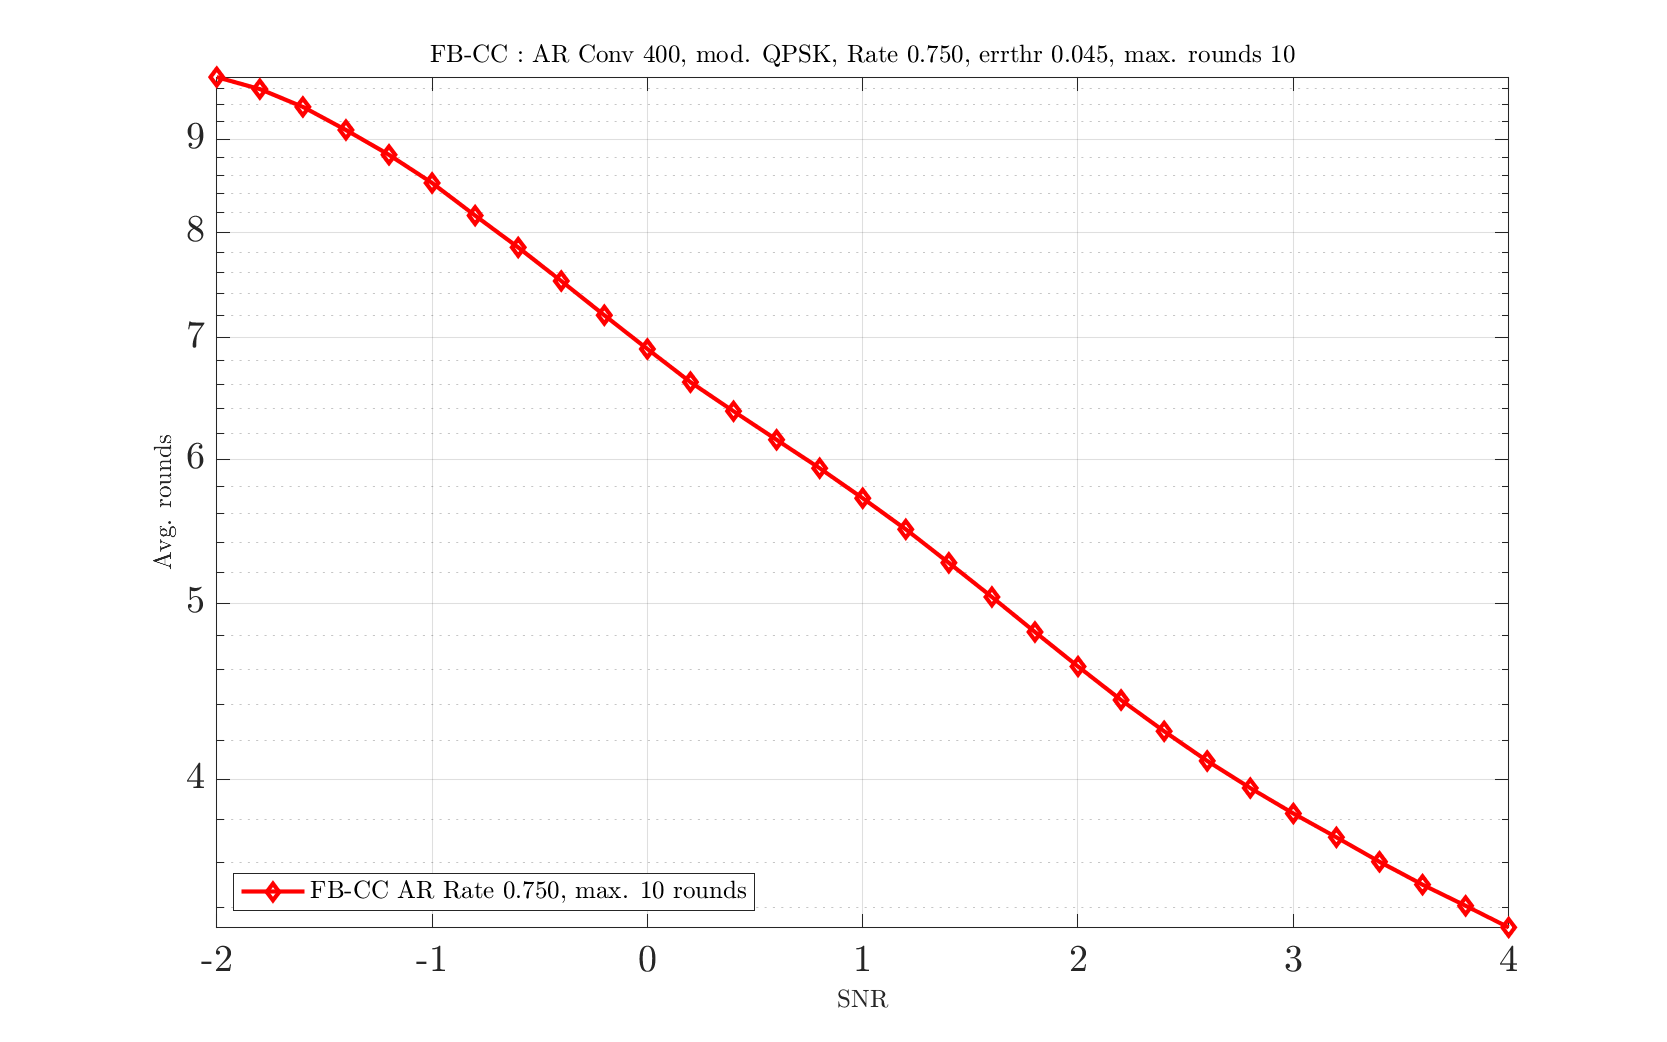 FB-CC : AR Conv 400, mod. QPSK, Rate 0.750, errthr 0.045, max. rounds 10
9
8
7
6
5
4
Avg. rounds
FB-CC AR Rate 0.750, max. 10 rounds
-2 -1 0 1 2 3 4
SNR